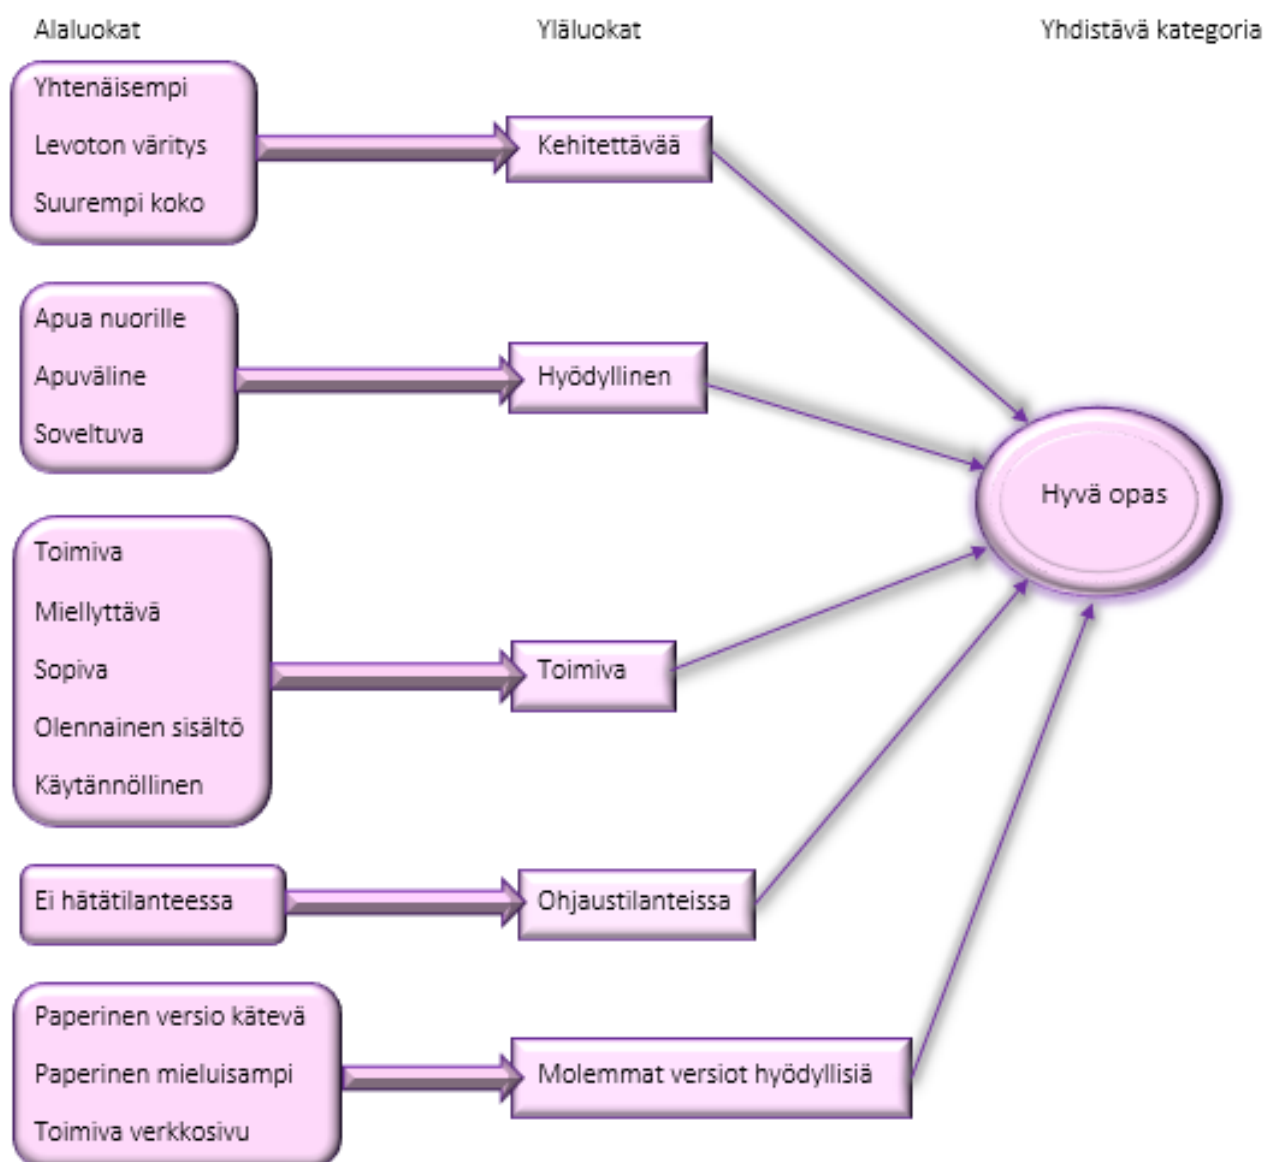 Alaluokat
Yläluokat
Yhdistävä kategoria
Yhtenäisempi
Levoton väritys
Suurempi koko
Kehitettävää
Apua nuorille
Apuväline
Soveltuva
Hyödyllinen
Toimiva
Miellyttävä
Sopiva
Olennainen sisältö
Käytännöllinen
Toimiva
Ei hätätilanteessa
Ohjaustilanteissa
Paperinen versio kätevä
Paperinen mieluisampi
Toimiva verkkosivu
Molemmat versiot hyödyllisiä
Hyvä opas